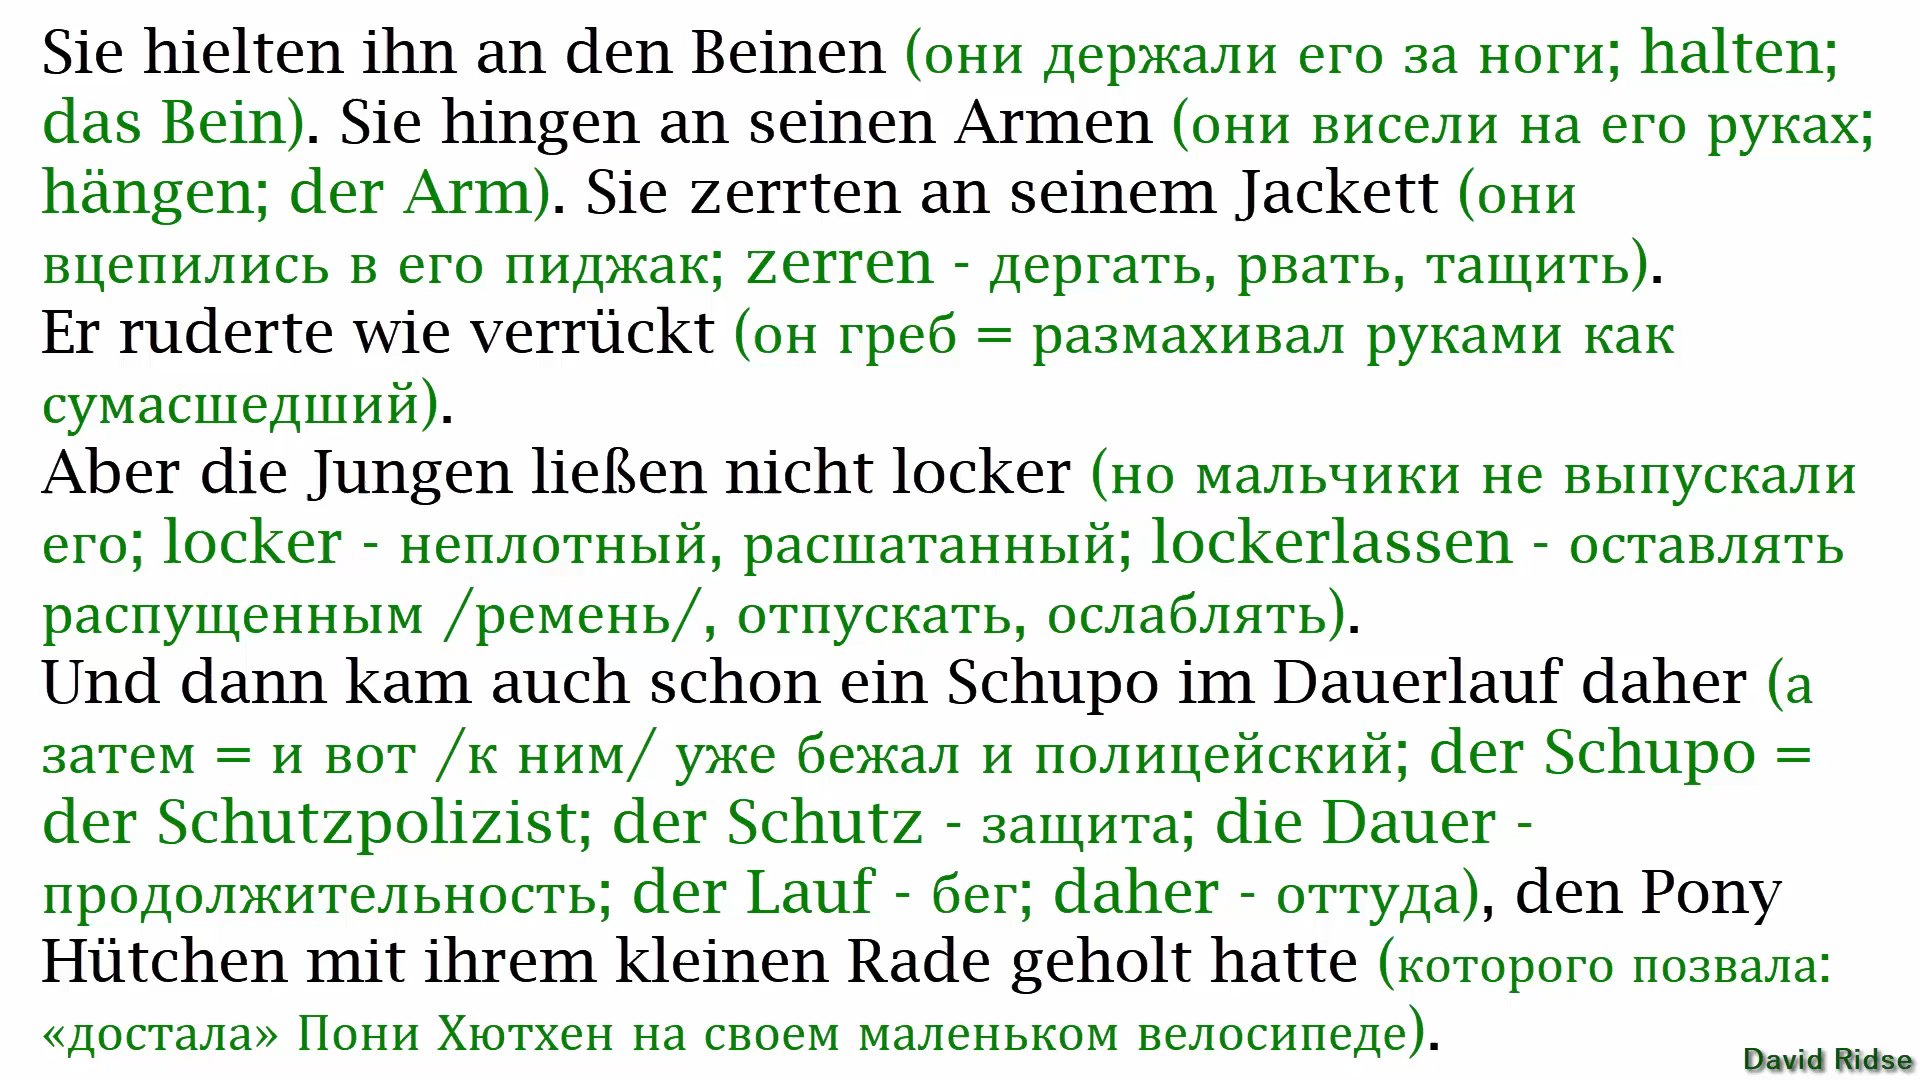 Sie hielten ihn an den Beinen (они держали его за ноги; halten;
das Bein). Sie hingen an seinen Armen (они висели на его руках;
hängen; der Arm). Sie zerrten an seinem Jackett (они
вцепились в его пиджак; zerren - дергать, рвать, тащить).
Er ruderte wie verrückt (он греб = размахивал руками как
сумасшедший).
Aber die Jungen ließen nicht locker (но мальчики не выпускали
его; locker - неплотный, расшатанный; lockerlassen - оставлять
распущенным /ремень/, отпускать, ослаблять).
Und dann kam auch schon ein Schupo im Dauerlauf daher (а
затем = и вот /к ним/ уже бежал и полицейский; der Schupo =
der Schutzpolizist; der Schutz - защита; die Dauer -
продолжительность; der Lauf - бег; daher - оттуда), den Pony
Hütchen mit ihrem kleinen Rade geholt hatte (которого позвала:
«достала» Пони Хютхен на своем маленьком велосипеде).
David Ridse